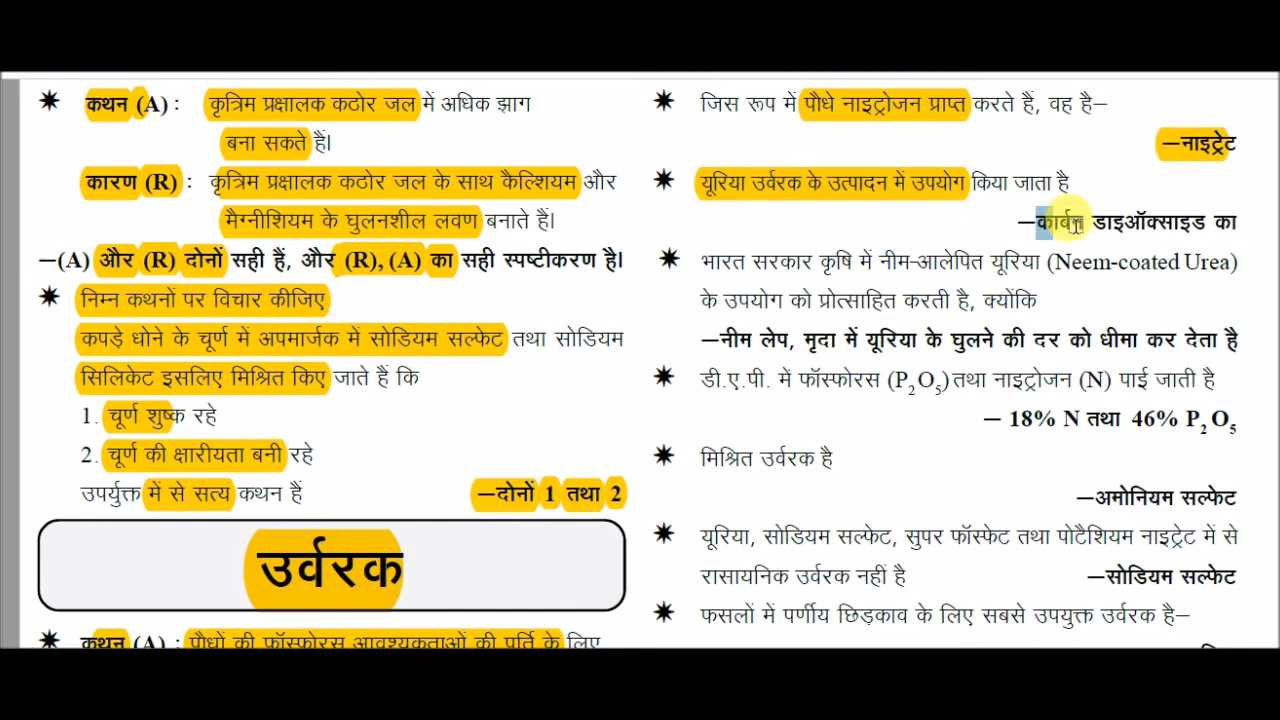 ✷ कथन (A) : कृत्रिम प्रक्षालक कठोर जल में अधिक झाग
बना सकते हैं।
कारण (R) : कृत्रिम प्रक्षालक कठोर जल के साथ कैल्शियम और
मैग्नीशियम के घुलनशील लवण बनाते हैं।
–(A) और (R) दोनों सही हैं, और (R), (A) का सही स्पष्टीकरण है।
✷ निम्न कथनों पर विचार कीजिए
कपड़े धोने के चूर्ण में अपमार्जक में सोडियम सल्फेट तथा सोडियम
सिलिकेट इसलिए मिश्रित किए जाते हैं कि
1. चूर्ण शुष्क रहे
2. चूर्ण की क्षारीयता बनी रहे
उपर्युक्त में से सत्य कथन हैं –दोनों 1 तथा 2
उर्वरक
✷ कथन (A) : पौधों की फॉस्फोरस आवश्यकताओं की पूर्ति के लिए
✷ जिस रूप में पौधे नाइट्रोजन प्राप्त करते हैं, वह है–
–नाइट्रेट
✷ यूरिया उर्वरक के उत्पादन में उपयोग किया जाता है
–कार्बन डाइऑक्साइड का
✷ भारत सरकार कृषि में नीम-आलेपित यूरिया (Neem-coated Urea)
के उपयोग को प्रोत्साहित करती है, क्योंकि
–नीम लेप, मृदा में यूरिया के घुलने की दर को धीमा कर देता है
✷ डी.ए.पी. में फॉस्फोरस (P₂O₅) तथा नाइट्रोजन (N) पाई जाती है
– 18% N तथा 46% P₂O₅
✷ मिश्रित उर्वरक है
–अमोनियम सल्फेट
✷ यूरिया, सोडियम सल्फेट, सुपर फॉस्फेट तथा पोटैशियम नाइट्रेट में से
रासायनिक उर्वरक नहीं है –सोडियम सल्फेट
✷ फसलों में पर्णीय छिड़काव के लिए सबसे उपयुक्त उर्वरक है–